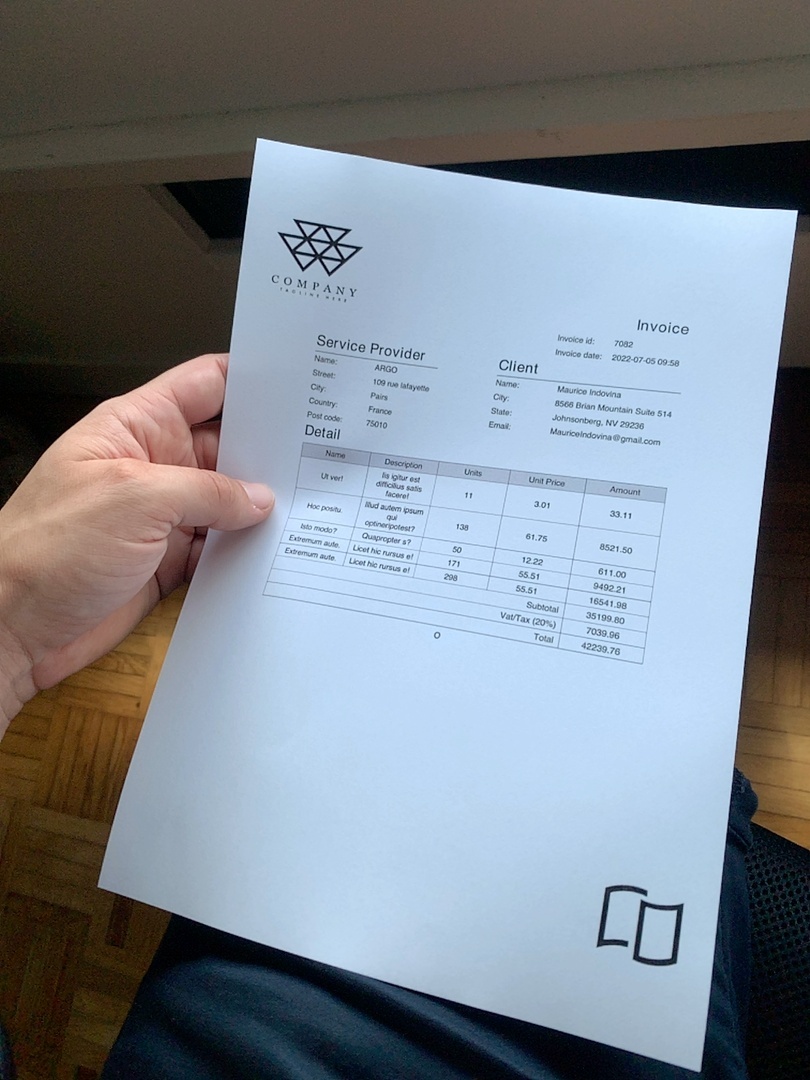 COMPANY
TAGLINE HERE
Invoice
Invoice id: 7082
Invoice date: 2022-07-05 09:58
Service Provider
Name: ARGO
Street: 109 rue lafayette
City: Pairs
Country: France
Post code: 75010
Client
Name: Maurice Indovina
City: 8566 Brian Mountain Suite 514
State: Johnsonberg, NV 29236
Email: MauriceIndovina@gmail.com
Detail
Name Description Units Unit Price Amount
Ut ver! Iis igitur est difficilius satis facere! 11 3.01 33.11
Hoc positu. Illud autem ipsum qui optineripotest? 138 61.75 8521.50
Isto modo? Quapropter s? 50 12.22 611.00
Extremum aute. Licet hic rursus e! 171 55.51 9492.21
Extremum aute. Licet hic rursus e! 298 55.51 16541.98
Subtotal 35199.80
Vat/Tax (20%) 7039.96
Total 42239.76
O